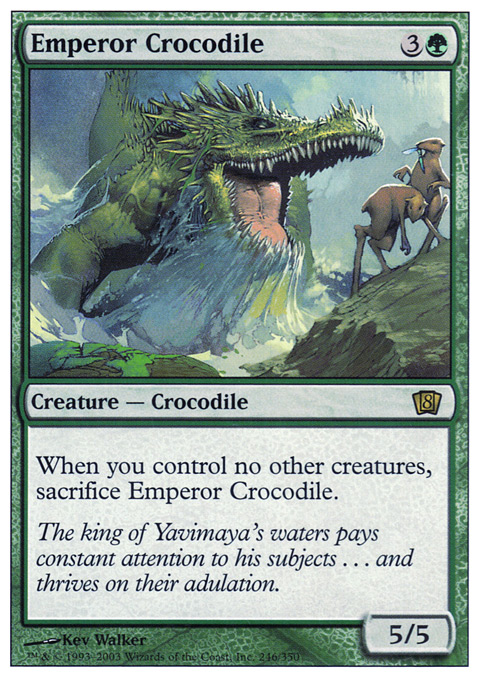 Emperor Crocodile 3
Creature — Crocodile 8
When you control no other creatures,
sacrifice Emperor Crocodile.
The king of Yavimaya's waters pays
constant attention to his subjects . . . and
thrives on their adulation.
5/5
Kev Walker
™ & © 1993–2003 Wizards of the Coast, Inc. 246/350